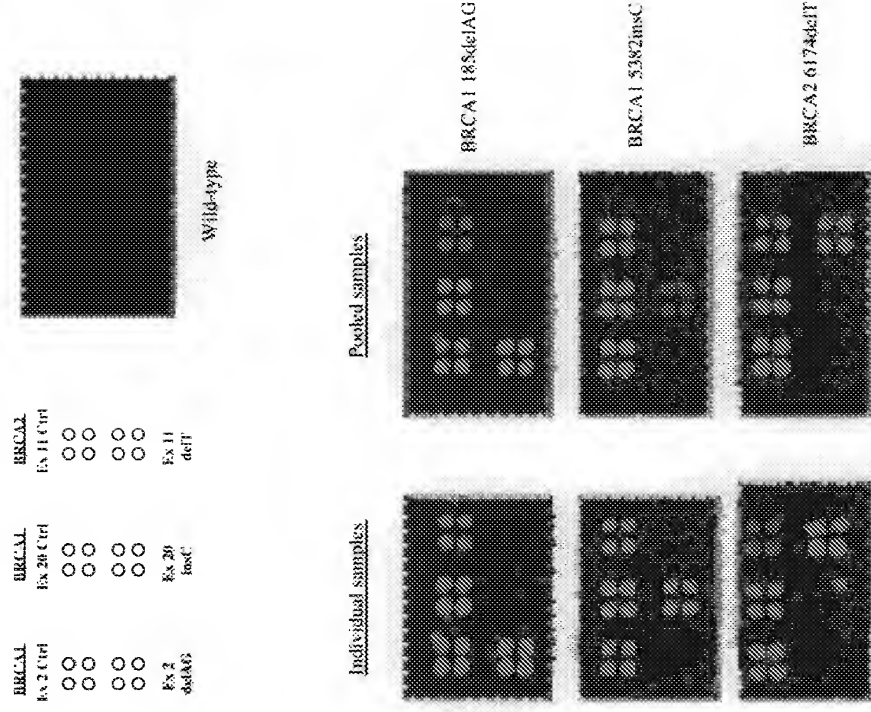 BRCA1 BRCA1 BRCA2
Ex 2 Ctrl Ex 20 Ctrl Ex 11 Ctrl
Ex 2 Ex 20 Ex 11
delAG insC delT
Wild-type
Individual samples Pooled samples
BRCA1 185delAG
BRCA1 5382insC
BRCA2 6174delT